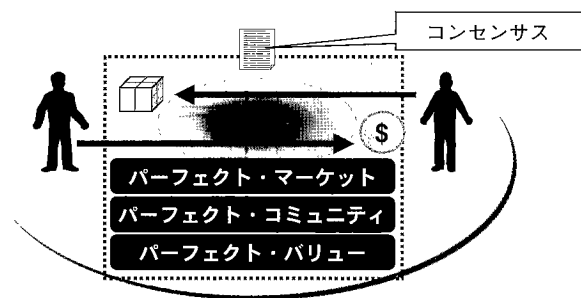 コンセンサス
$
パーフェクト・マーケット
パーフェクト・コミュニティ
パーフェクト・バリュー